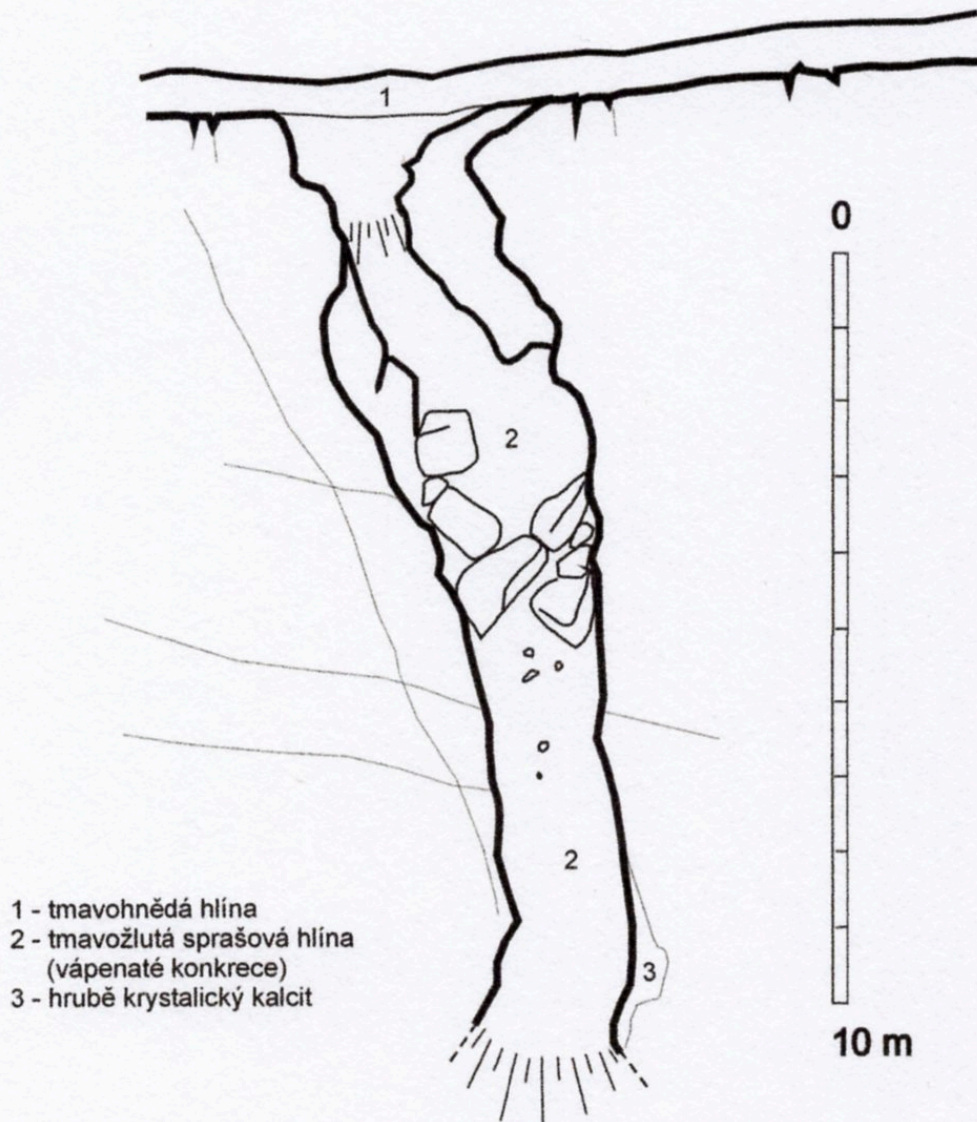 1
0
2
2
1 - tmavohnědá hlína
2 - tmavožlutá sprašová hlína
(vápenaté konkrece)
3 - hrubě krystalický kalcit
3
10 m